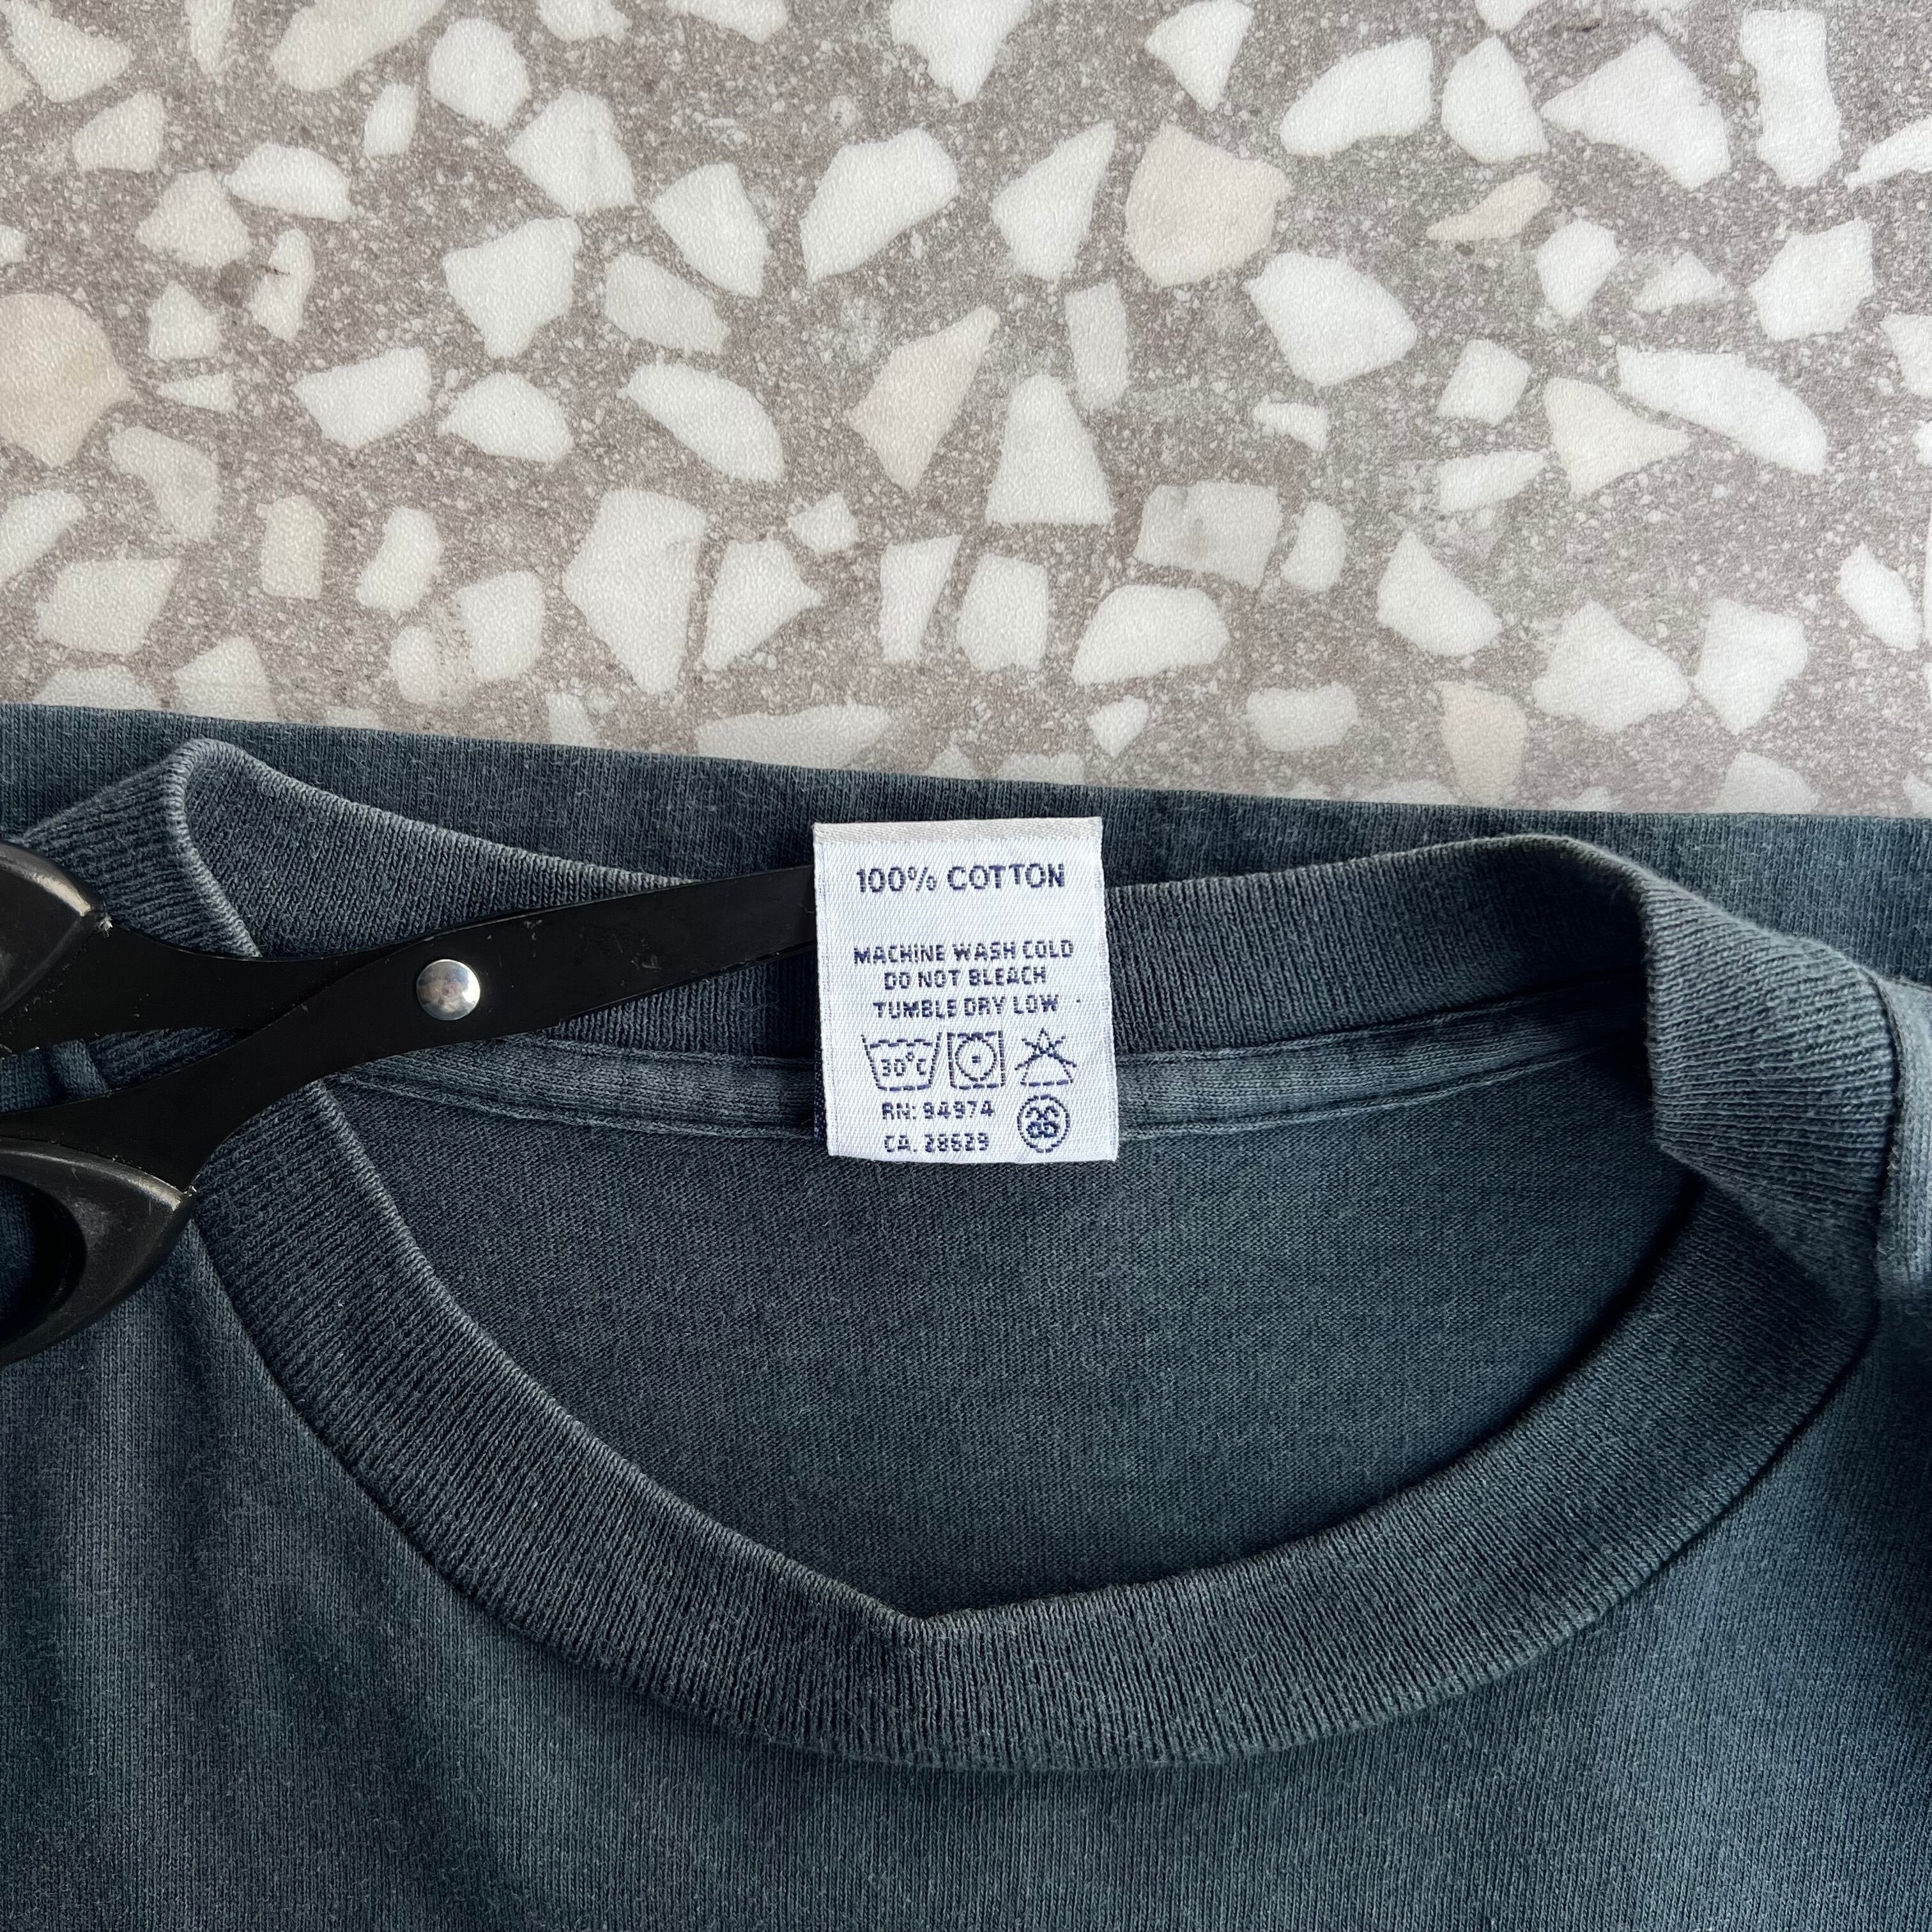 100% COTTON
MACHINE WASH COLD
DO NOT BLEACH
TUMBLE DRY LOW
30°C
RN: 94974
CA. 28629